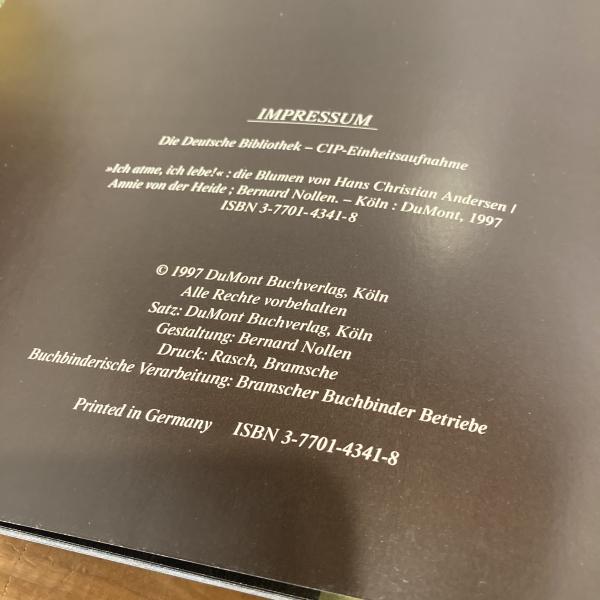 IMPRESSUM
Die Deutsche Bibliothek – CIP-Einheitsaufnahme
»Ich atme, ich lebe!« : die Blumen von Hans Christian Andersen /
Annie von der Heide ; Bernard Nollen. – Köln : DuMont, 1997
ISBN 3-7701-4341-8
© 1997 DuMont Buchverlag, Köln
Alle Rechte vorbehalten
Satz: DuMont Buchverlag, Köln
Gestaltung: Bernard Nollen
Druck: Rasch, Bramsche
Buchbinderische Verarbeitung: Bramscher Buchbinder Betriebe
Printed in Germany ISBN 3-7701-4341-8